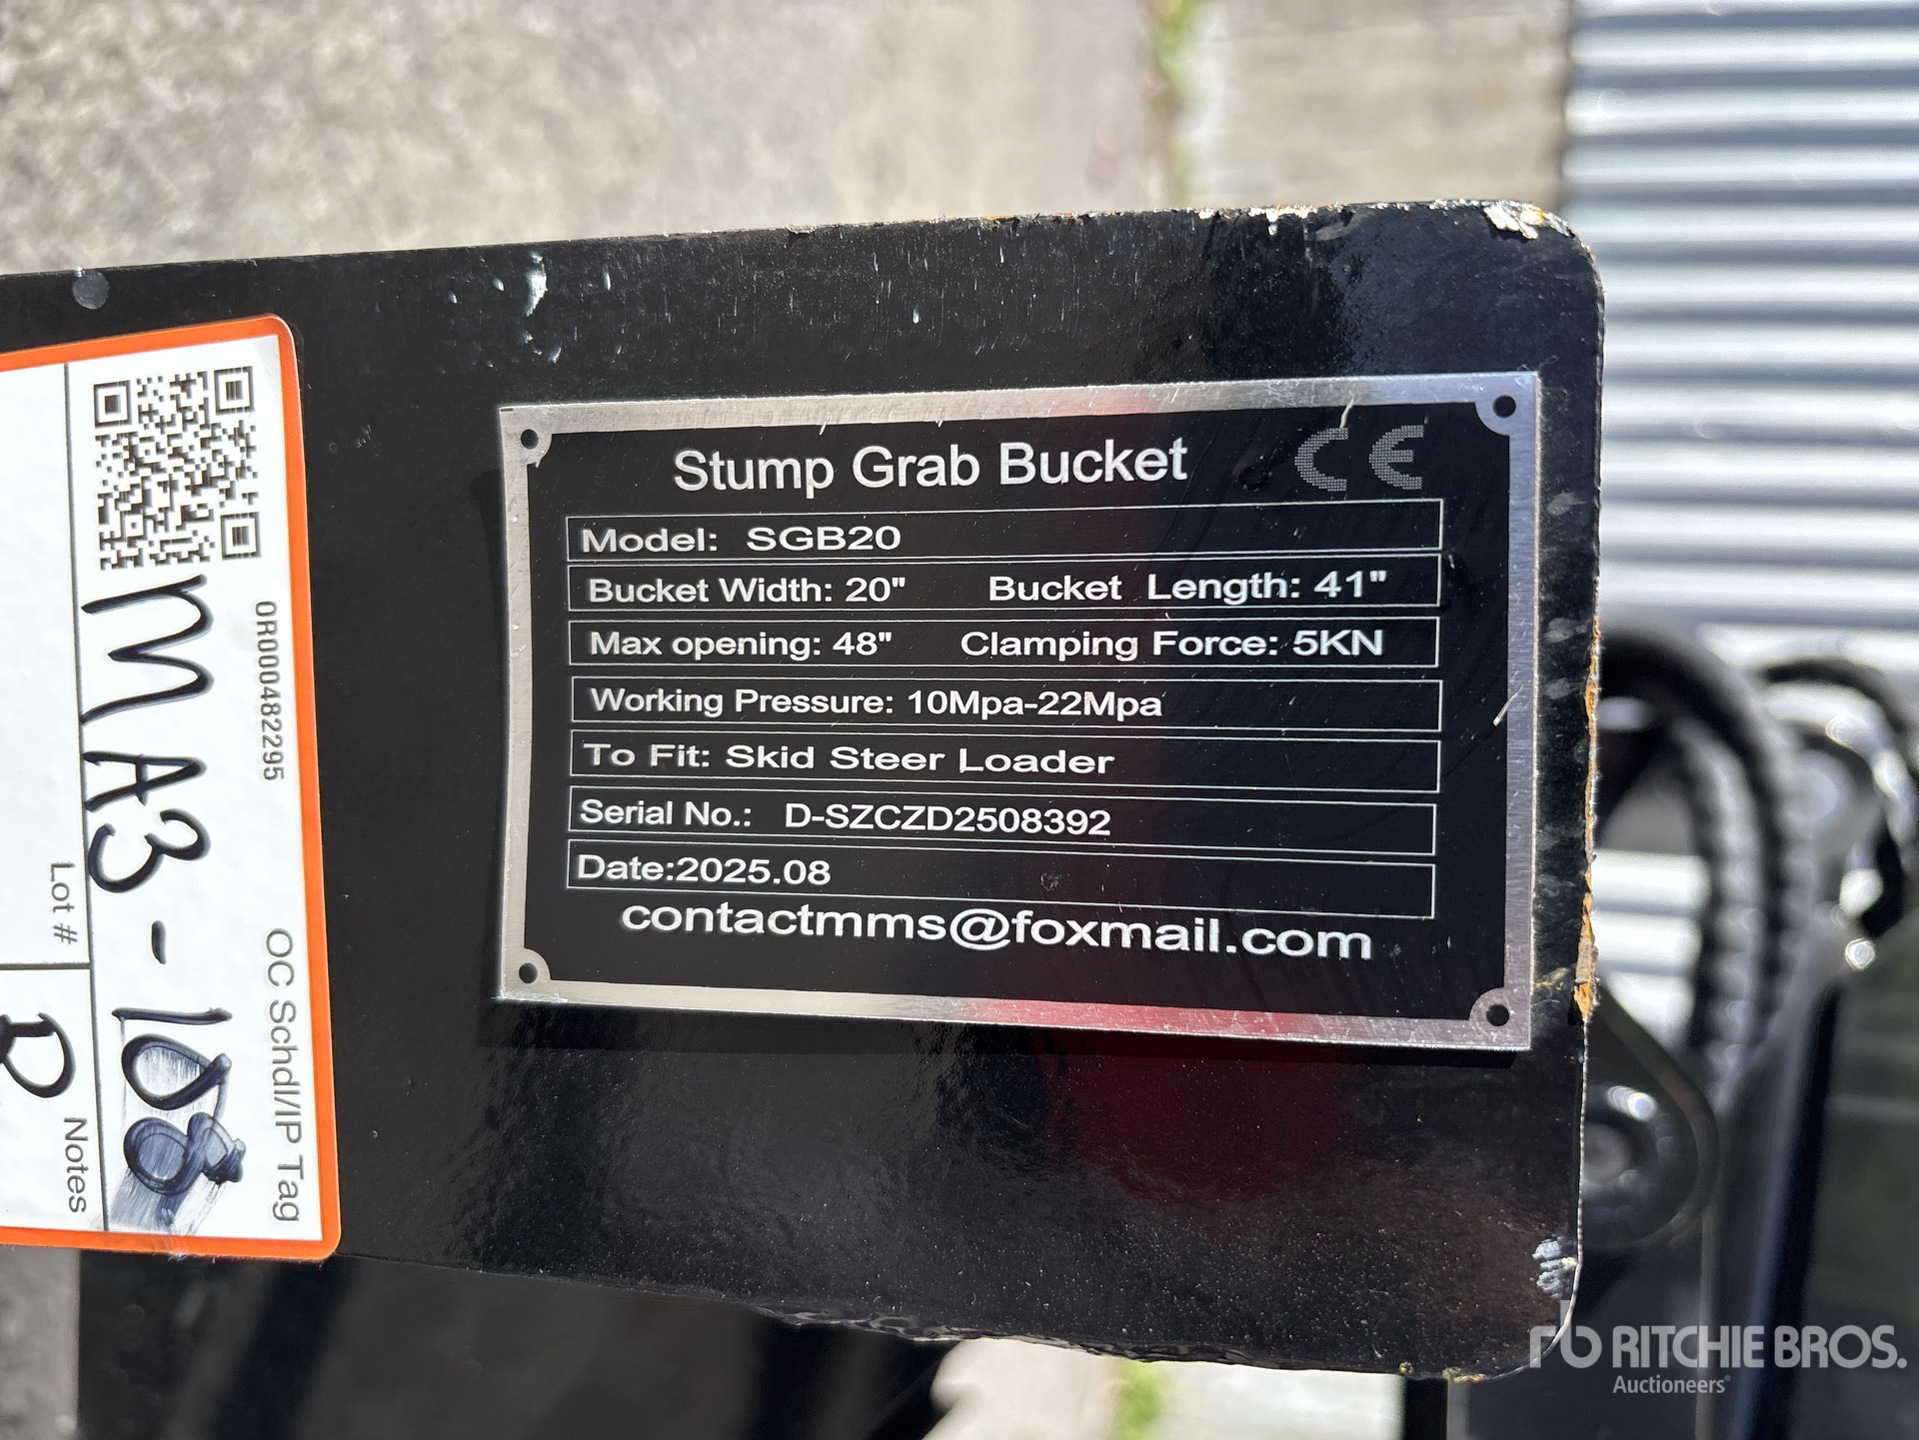 Stump Grab Bucket CE
Model: SGB20
Bucket Width: 20" Bucket Length: 41"
Max opening: 48" Clamping Force: 5KN
Working Pressure: 10Mpa-22Mpa
To Fit: Skid Steer Loader
Serial No.: D-SZCZD2508392
Date:2025.08
contactmms@foxmail.com
0R000482295
OC Schdl/IP Tag
MA3-108
Lot #
Notes
rb RITCHIE BROS.
Auctioneers